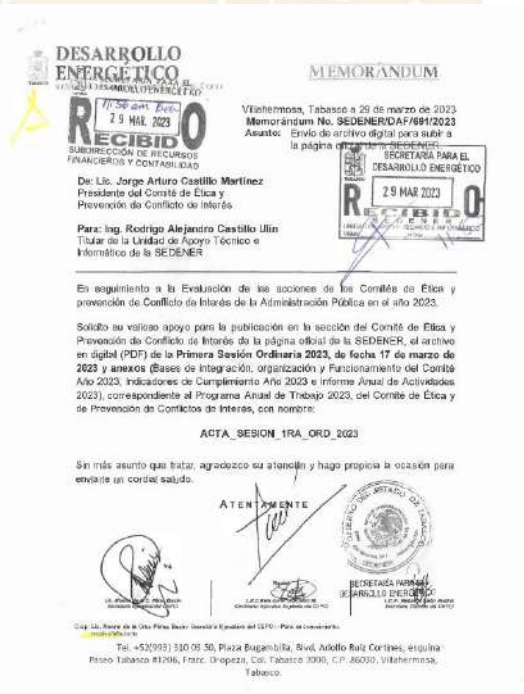 DESARROLLO
ENERGÉTICO
MEMORÁNDUM
11:50 am
29 MAR. 2023
RECIBIDO
SUBDIRECCIÓN DE RECURSOS
FINANCIEROS Y CONTABILIDAD
Villahermosa, Tabasco a 29 de marzo de 2023
Memorándum No. SEDENER/DAF/691/2023
Asunto: Envío de archivo digital para subir a
la página oficial de la SEDENER
SECRETARÍA PARA EL
DESARROLLO ENERGÉTICO
29 MAR 2023
RECIBIDO
SEDENER
De: Lic. Jorge Arturo Castillo Martínez
Presidente del Comité de Ética y
Prevención de Conflicto de Interés
Para: Ing. Rodrigo Alejandro Castillo Ulín
Titular de la Unidad de Apoyo Técnico e
Informático de la SEDENER
En seguimiento a la Evaluación de las acciones de los Comités de Ética y
prevención de Conflicto de Interés de la Administración Pública en el año 2023.
Solicito su valioso apoyo para la publicación en la sección del Comité de Ética y
Prevención de Conflicto de Interés de la página oficial de la SEDENER, el archivo
en digital (PDF) de la Primera Sesión Ordinaria 2023, de fecha 17 de marzo de
2023 y anexos (Bases de integración, organización y Funcionamiento del Comité
Año 2023, Indicadores de Cumplimiento Año 2023 e Informe Anual de Actividades
2023), correspondiente al Programa Anual de Trabajo 2023, del Comité de Ética y
de Prevención de Conflictos de Interés, con nombre:
ACTA_SESION_1RA_ORD_2023
Sin más asunto que tratar, agradezco su atención y hago propicia la ocasión para
enviarle un cordial saludo.
ATENTAMENTE
GOBIERNO DEL ESTADO DE TABASCO
SECRETARÍA PARA EL
DESARROLLO ENERGÉTICO
Tel. +52(993) 310 03 50, Plaza Bugambilia, Blvd. Adolfo Ruiz Cortines, esquina
Paseo Tabasco #1206, Fracc. Oropeza, Col. Tabasco 2000, C.P. 86030, Villahermosa,
Tabasco.